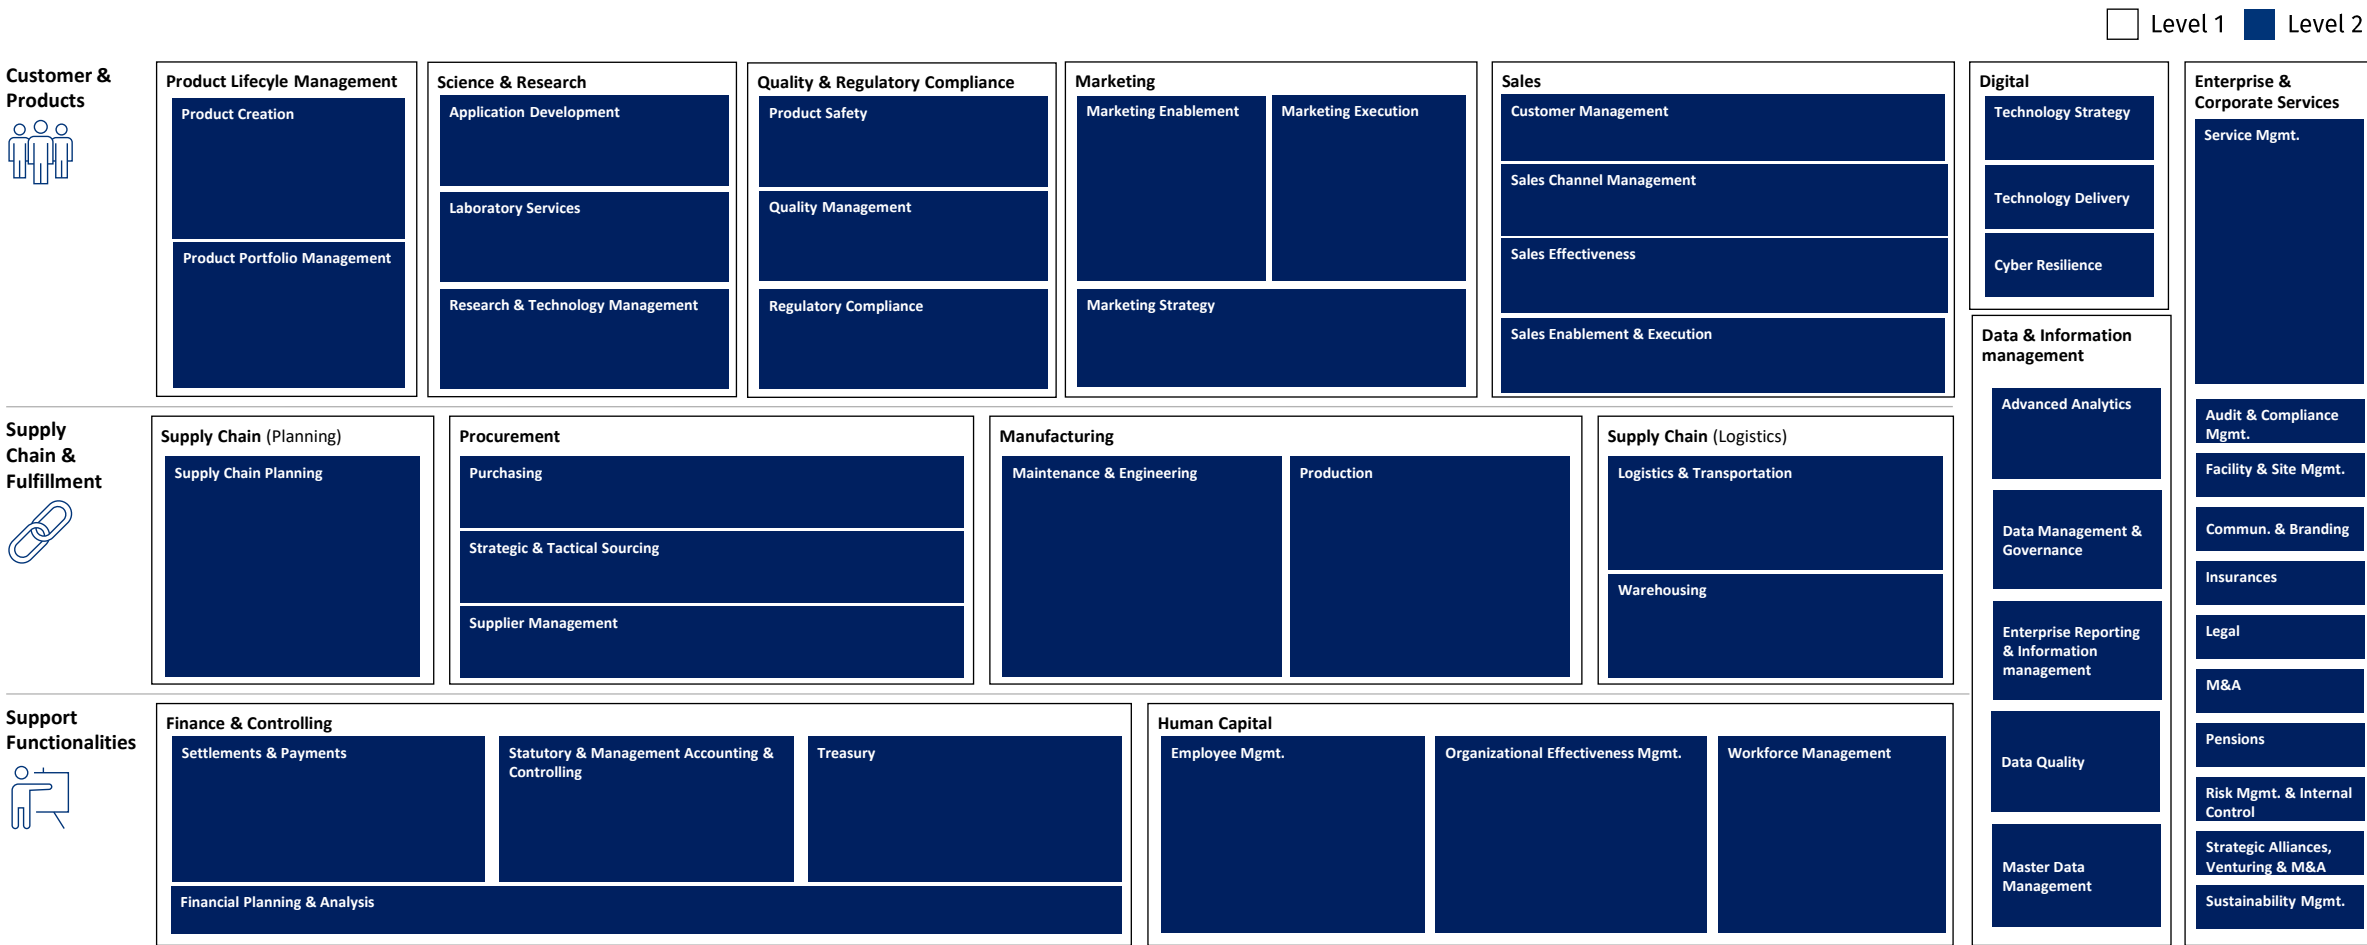 Level 1
Level 2
Customer &
Products
Product Lifecyle Management
Product Creation
Product Portfolio Management
Science & Research
Application Development
Laboratory Services
Research & Technology Management
Quality & Regulatory Compliance
Product Safety
Quality Management
Regulatory Compliance
Marketing
Marketing Enablement
Marketing Execution
Marketing Strategy
Sales
Customer Management
Sales Channel Management
Sales Effectiveness
Sales Enablement & Execution
Digital
Technology Strategy
Technology Delivery
Cyber Resilience
Data & Information
management
Advanced Analytics
Data Management &
Governance
Enterprise Reporting
& Information
management
Data Quality
Master Data
Management
Enterprise &
Corporate Services
Service Mgmt.
Audit & Compliance
Mgmt.
Facility & Site Mgmt.
Commun. & Branding
Insurances
Legal
M&A
Pensions
Risk Mgmt. & Internal
Control
Strategic Alliances,
Venturing & M&A
Sustainability Mgmt.
Supply
Chain &
Fulfillment
Supply Chain (Planning)
Supply Chain Planning
Procurement
Purchasing
Strategic & Tactical Sourcing
Supplier Management
Manufacturing
Maintenance & Engineering
Production
Supply Chain (Logistics)
Logistics & Transportation
Warehousing
Support
Functionalities
Finance & Controlling
Settlements & Payments
Statutory & Management Accounting &
Controlling
Treasury
Financial Planning & Analysis
Human Capital
Employee Mgmt.
Organizational Effectiveness Mgmt.
Workforce Management